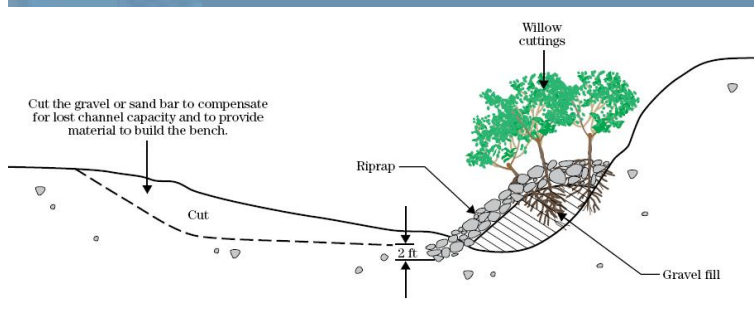 Willow
cuttings
Cut the gravel or sand bar to compensate
for lost channel capacity and to provide
material to build the bench.
Riprap
Cut
2 ft
Gravel fill